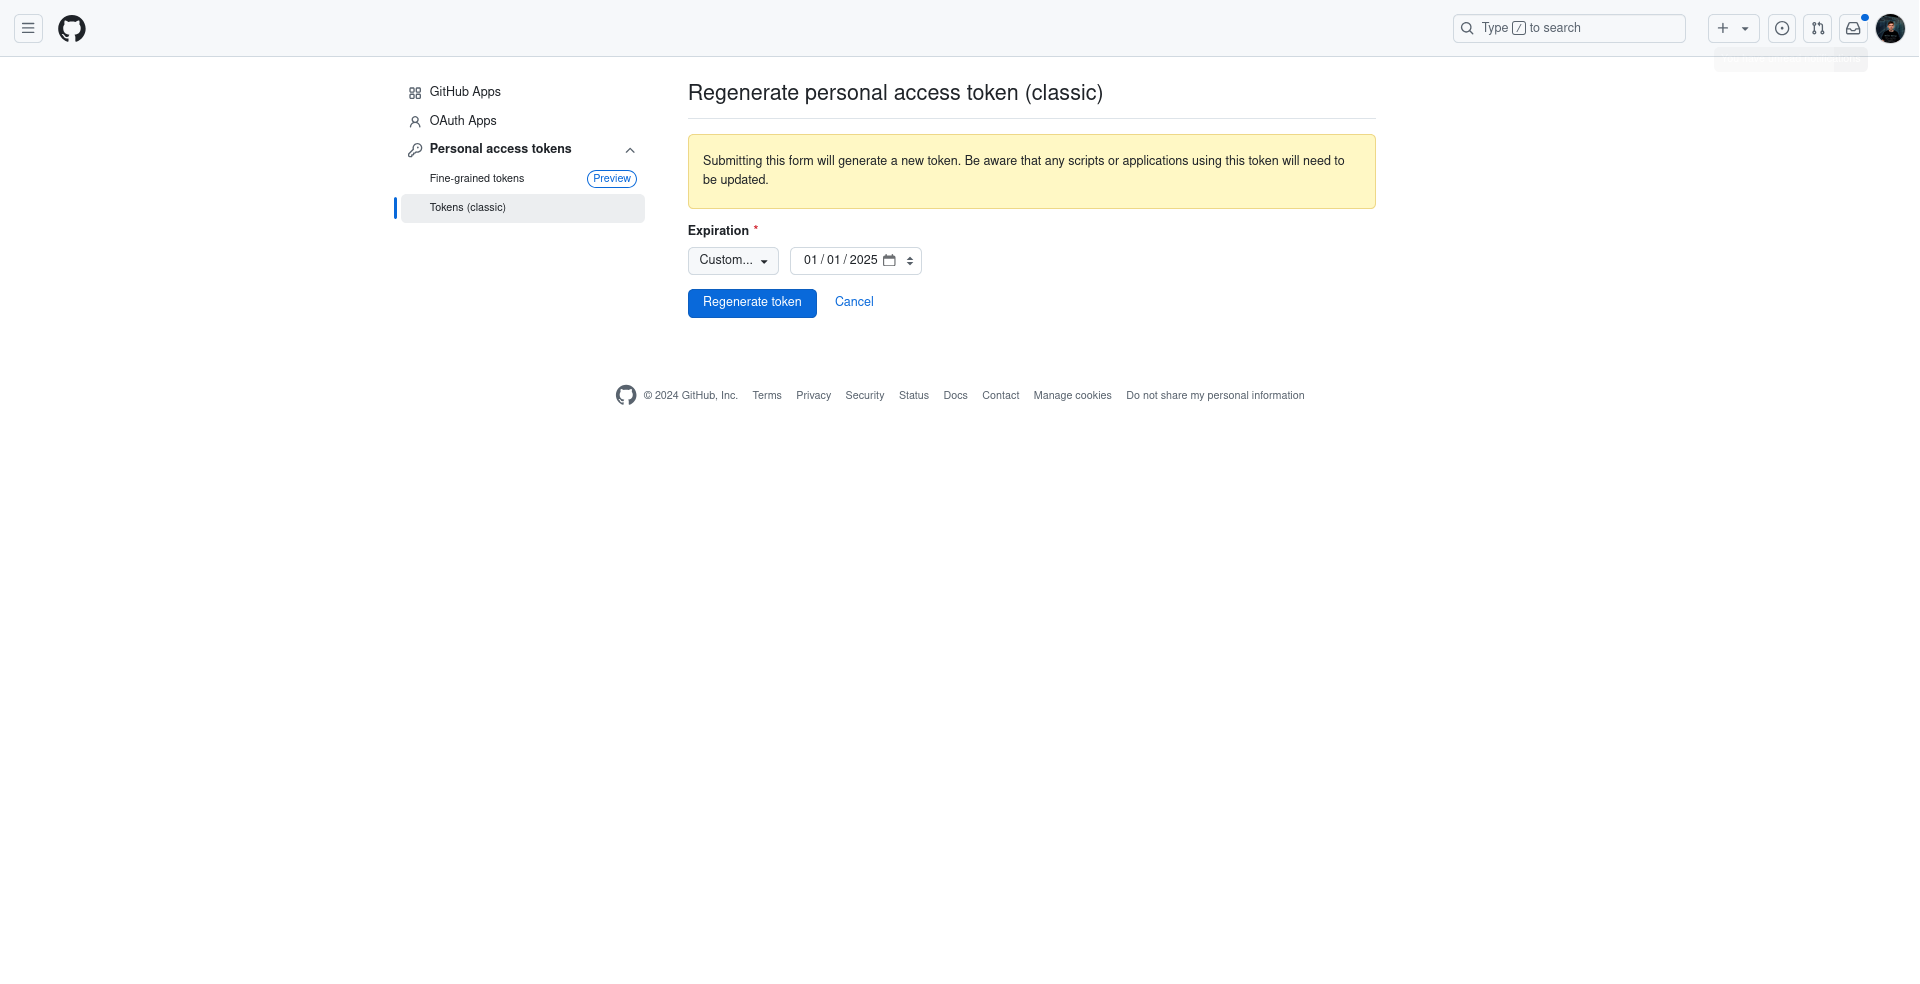 Type / to search
GitHub Apps
OAuth Apps
Personal access tokens
Fine-grained tokens Preview
Tokens (classic)
Regenerate personal access token (classic)
Submitting this form will generate a new token. Be aware that any scripts or applications using this token will need to
be updated.
Expiration *
Custom... 01 / 01 / 2025
Regenerate token Cancel
© 2024 GitHub, Inc. Terms Privacy Security Status Docs Contact Manage cookies Do not share my personal information